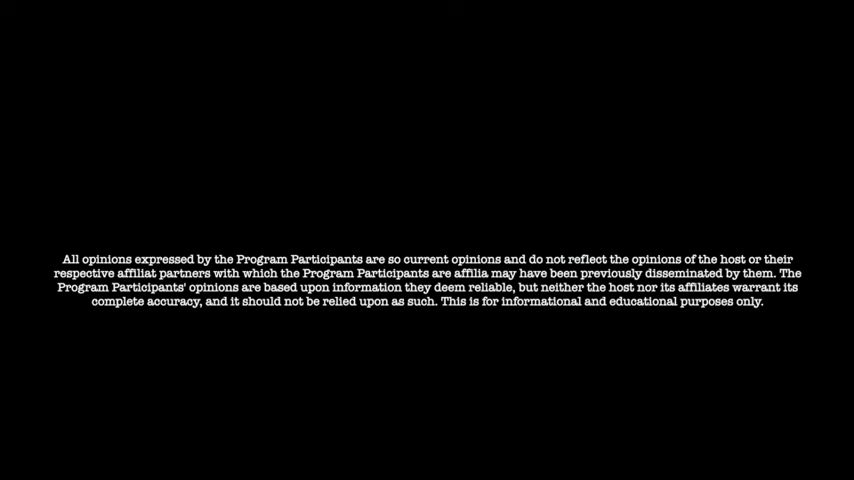 All opinions expressed by the Program Participants are so current opinions and do not reflect the opinions of the host or their
respective affiliat partners with which the Program Participants are affilia may have been previously disseminated by them. The
Program Participants' opinions are based upon information they deem reliable, but neither the host nor its affiliates warrant its
complete accuracy, and it should not be relied upon as such. This is for informational and educational purposes only.